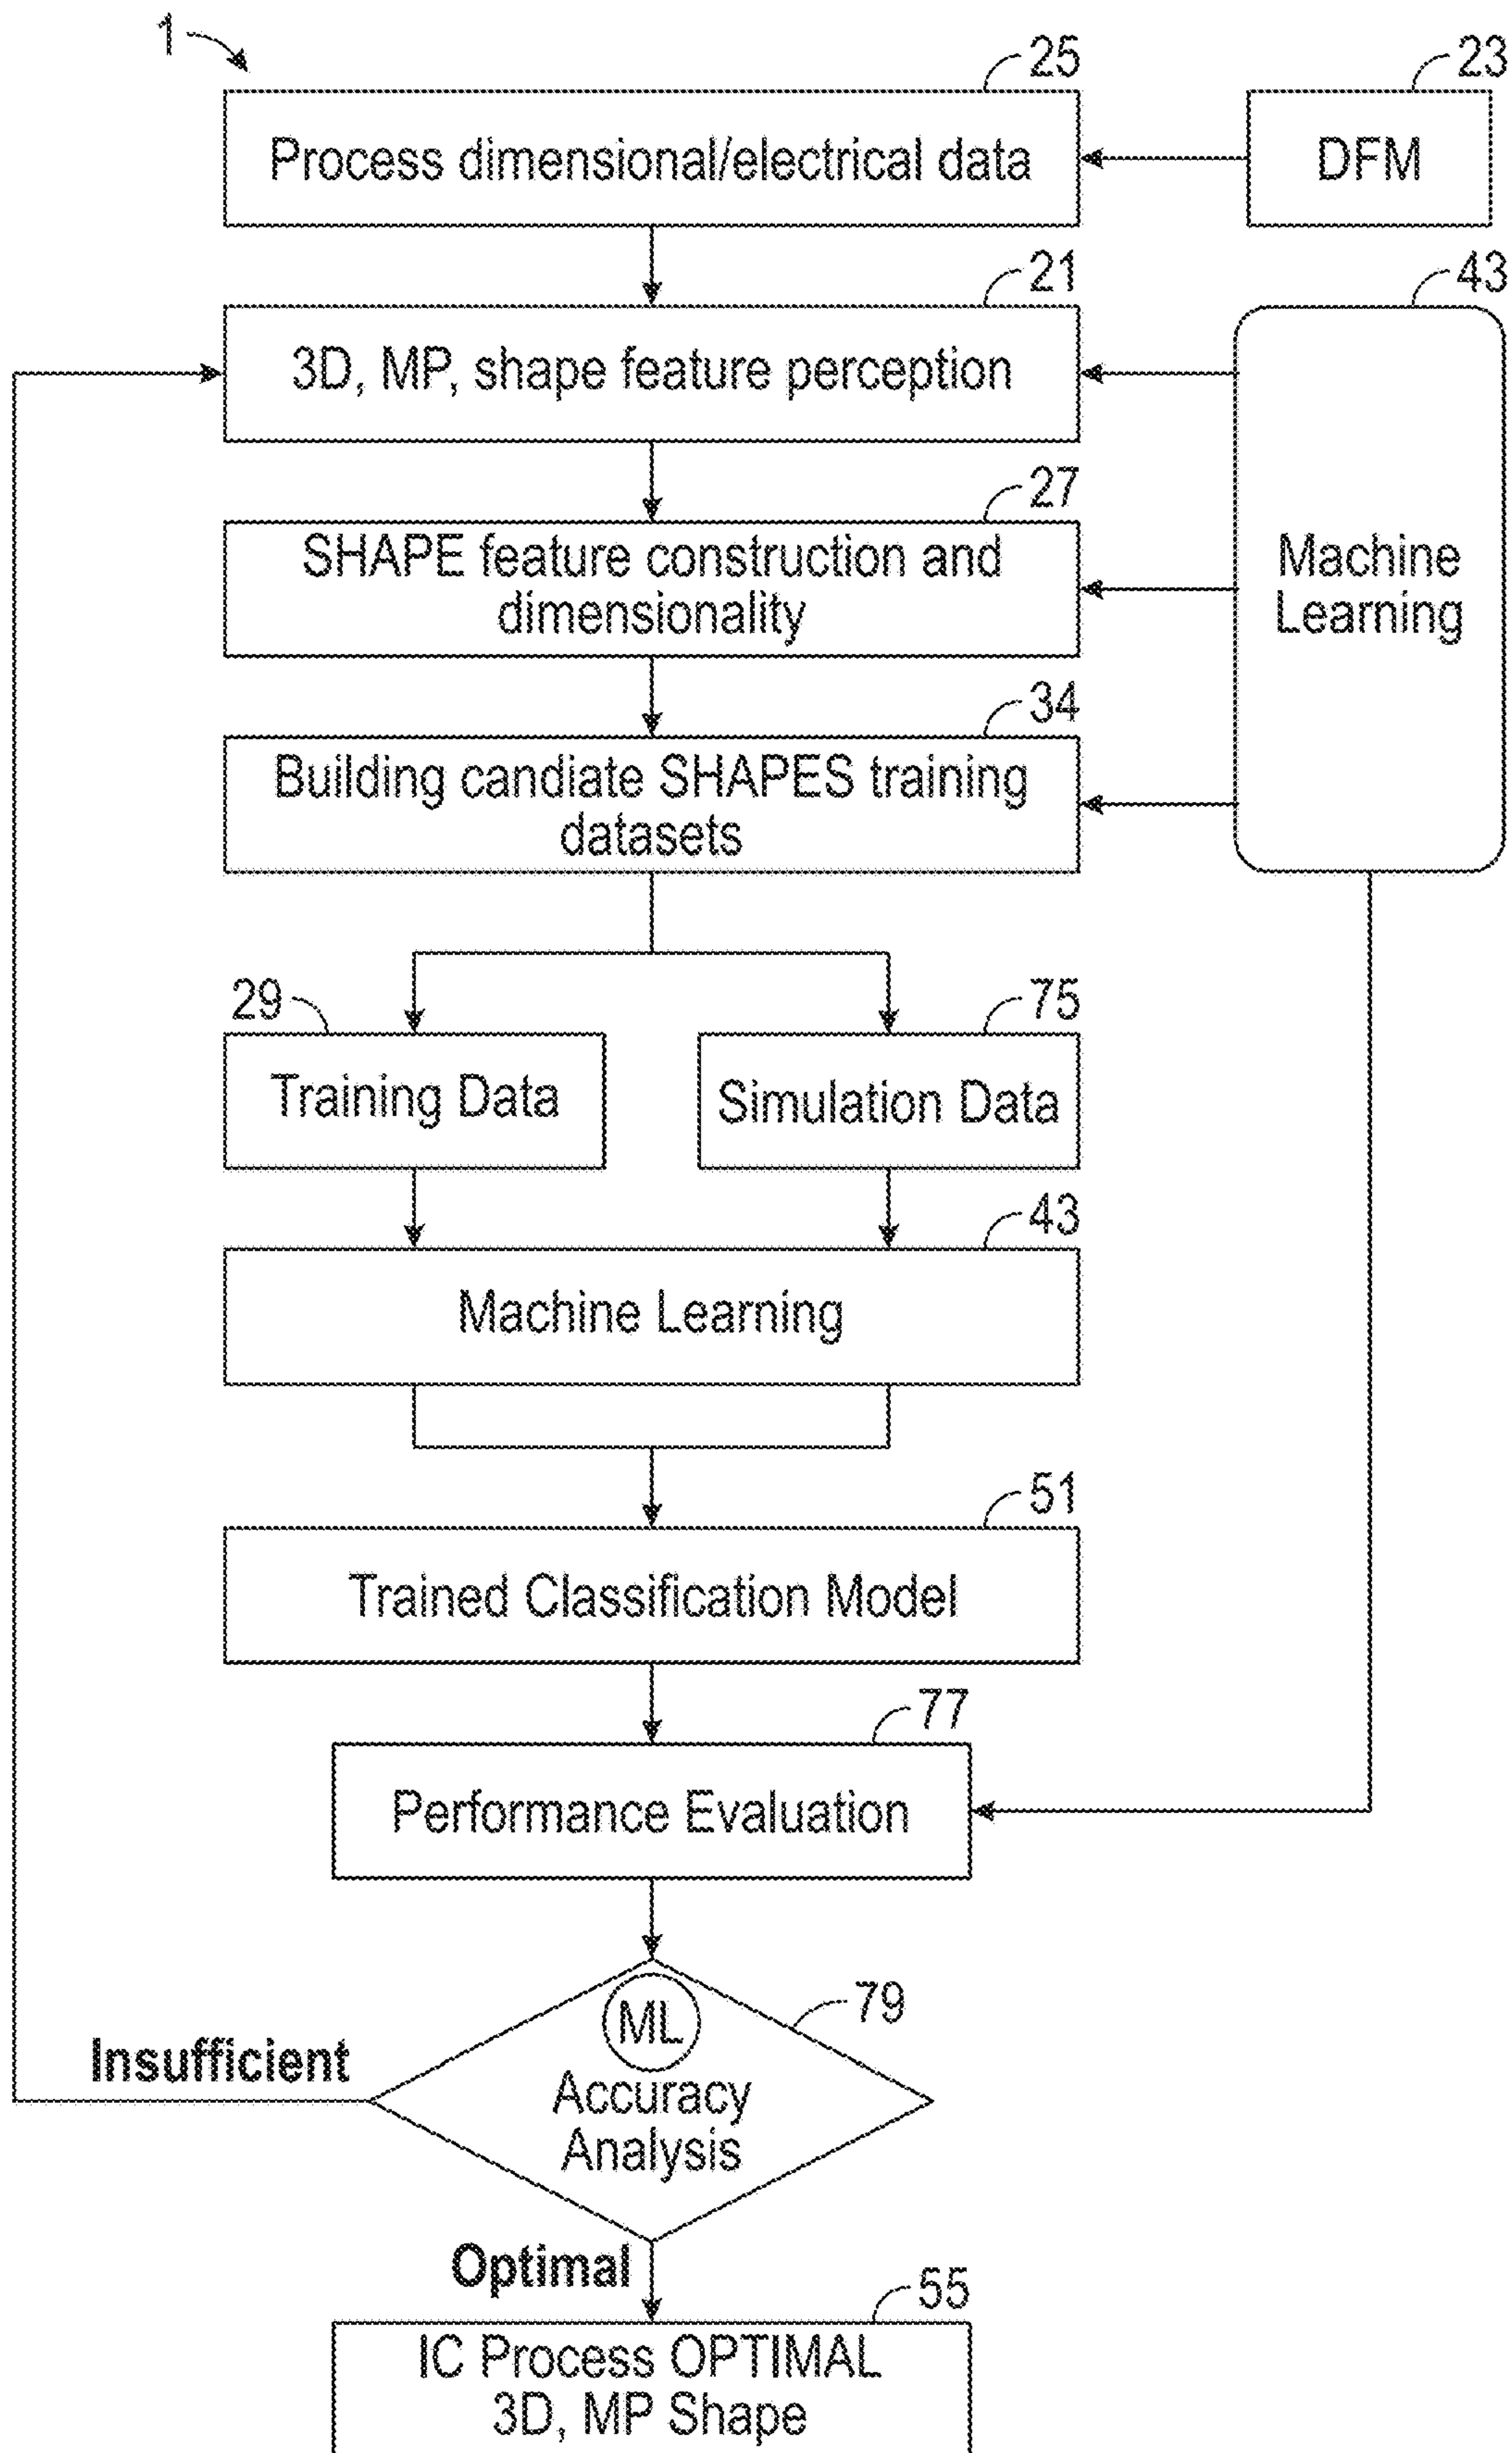 1
25
23
Process dimensional/electrical data
DFM
21
43
3D, MP, shape feature perception
27
SHAPE feature construction and
dimensionality
Machine
Learning
34
Building candiate SHAPES training
datasets
29
75
Training Data
Simulation Data
43
Machine Learning
51
Trained Classification Model
77
Performance Evaluation
79
ML
Accuracy
Analysis
Insufficient
Optimal
55
IC Process OPTIMAL
3D, MP Shape